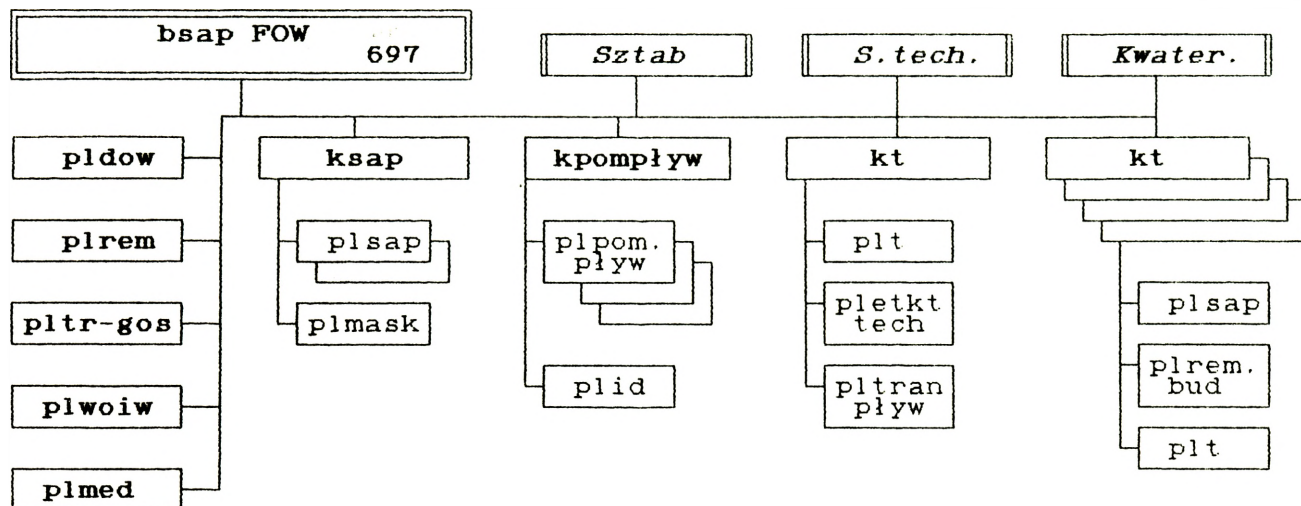 bsap FOW
697
Sztab
S.tech.
Kwater.
pldow
ksap
kpompływ
kt
kt
plrem
plsap
plpom.
pływ
plt
pltr-gos
plmask
pletkt
tech
plsap
plwoiw
plid
pltran
pływ
plrem.
bud
plmed
plt